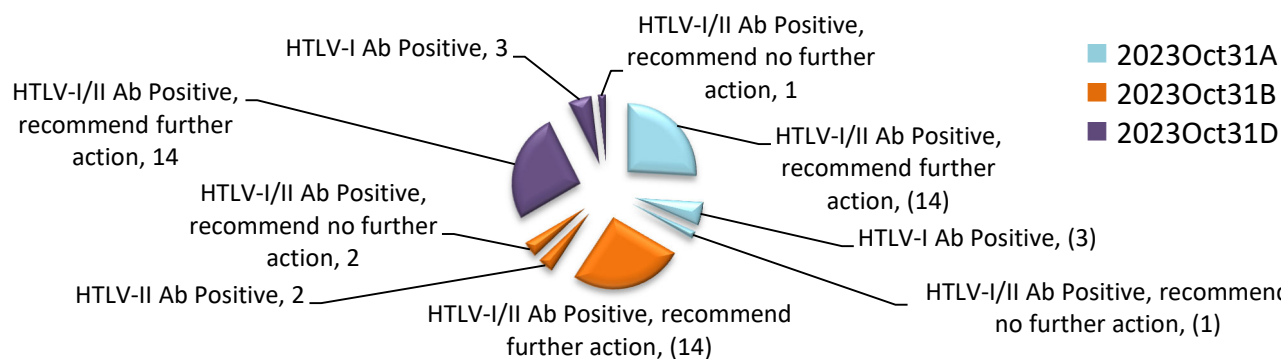 HTLV-I Ab Positive, 3
HTLV-I/II Ab Positive,
recommend no further
action, 1
2023Oct31A
2023Oct31B
2023Oct31D
HTLV-I/II Ab Positive,
recommend further
action, 14
HTLV-I/II Ab Positive,
recommend further
action, (14)
HTLV-I/II Ab Positive,
recommend no further
action, 2
HTLV-I Ab Positive, (3)
HTLV-II Ab Positive, 2
HTLV-I/II Ab Positive, recommend
further action, (14)
HTLV-I/II Ab Positive, recommend
no further action, (1)